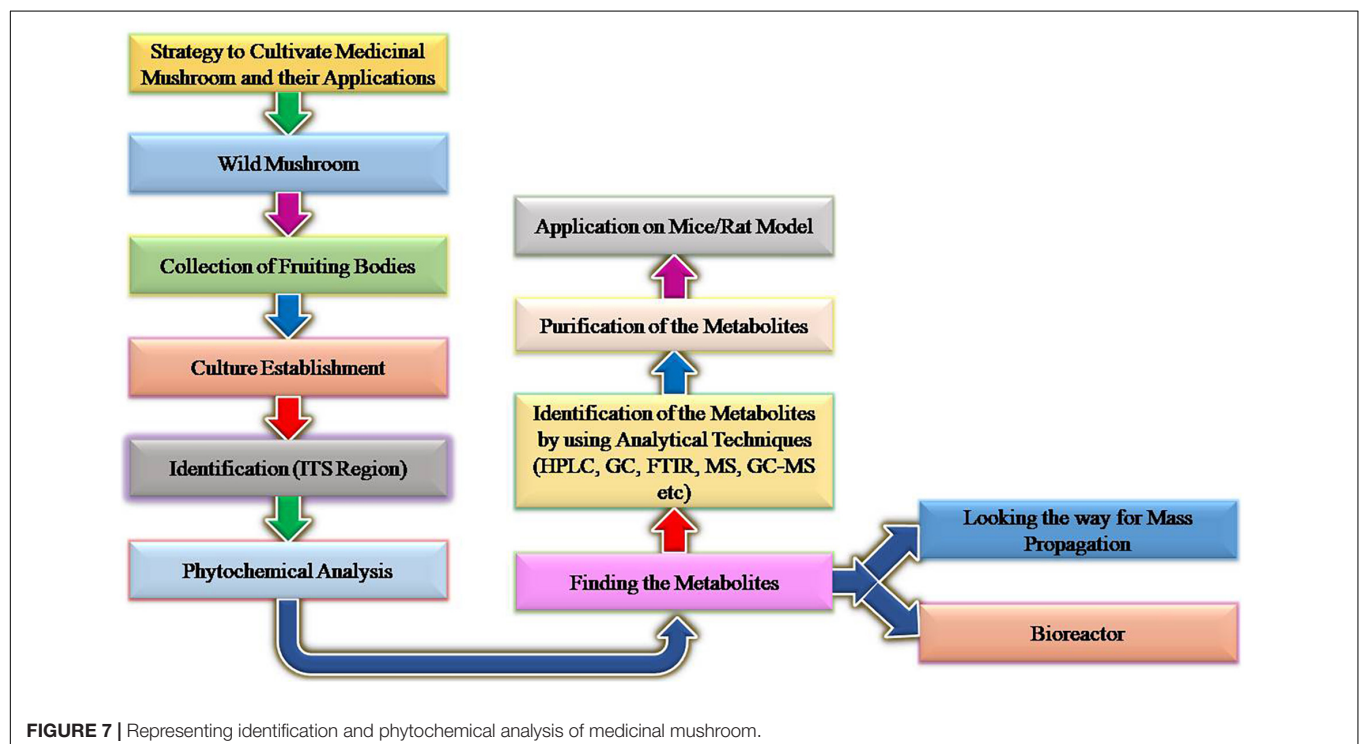 Strategy to Cultivate Medicinal
Mushroom and their Applications
Wild Mushroom
Collection of Fruiting Bodies
Culture Establishment
Identification (ITS Region)
Phytochemical Analysis
Application on Mice/Rat Model
Purification of the Metabolites
Identification of the Metabolites
by using Analytical Techniques
(HPLC, GC, FTIR, MS, GC-MS
etc)
Finding the Metabolites
Looking the way for Mass
Propagation
Bioreactor
FIGURE 7 | Representing identification and phytochemical analysis of medicinal mushroom.